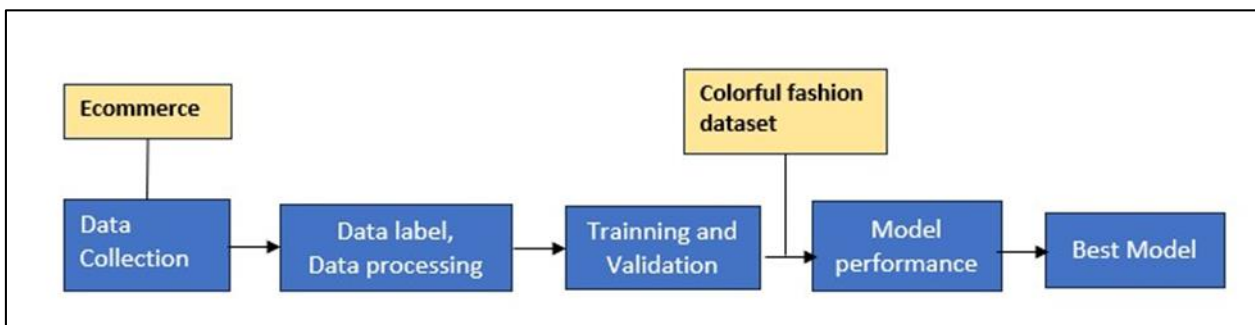 Ecommerce
Colorful fashion
dataset
Data
Collection
Data label,
Data processing
Trainning and
Validation
Model
performance
Best Model